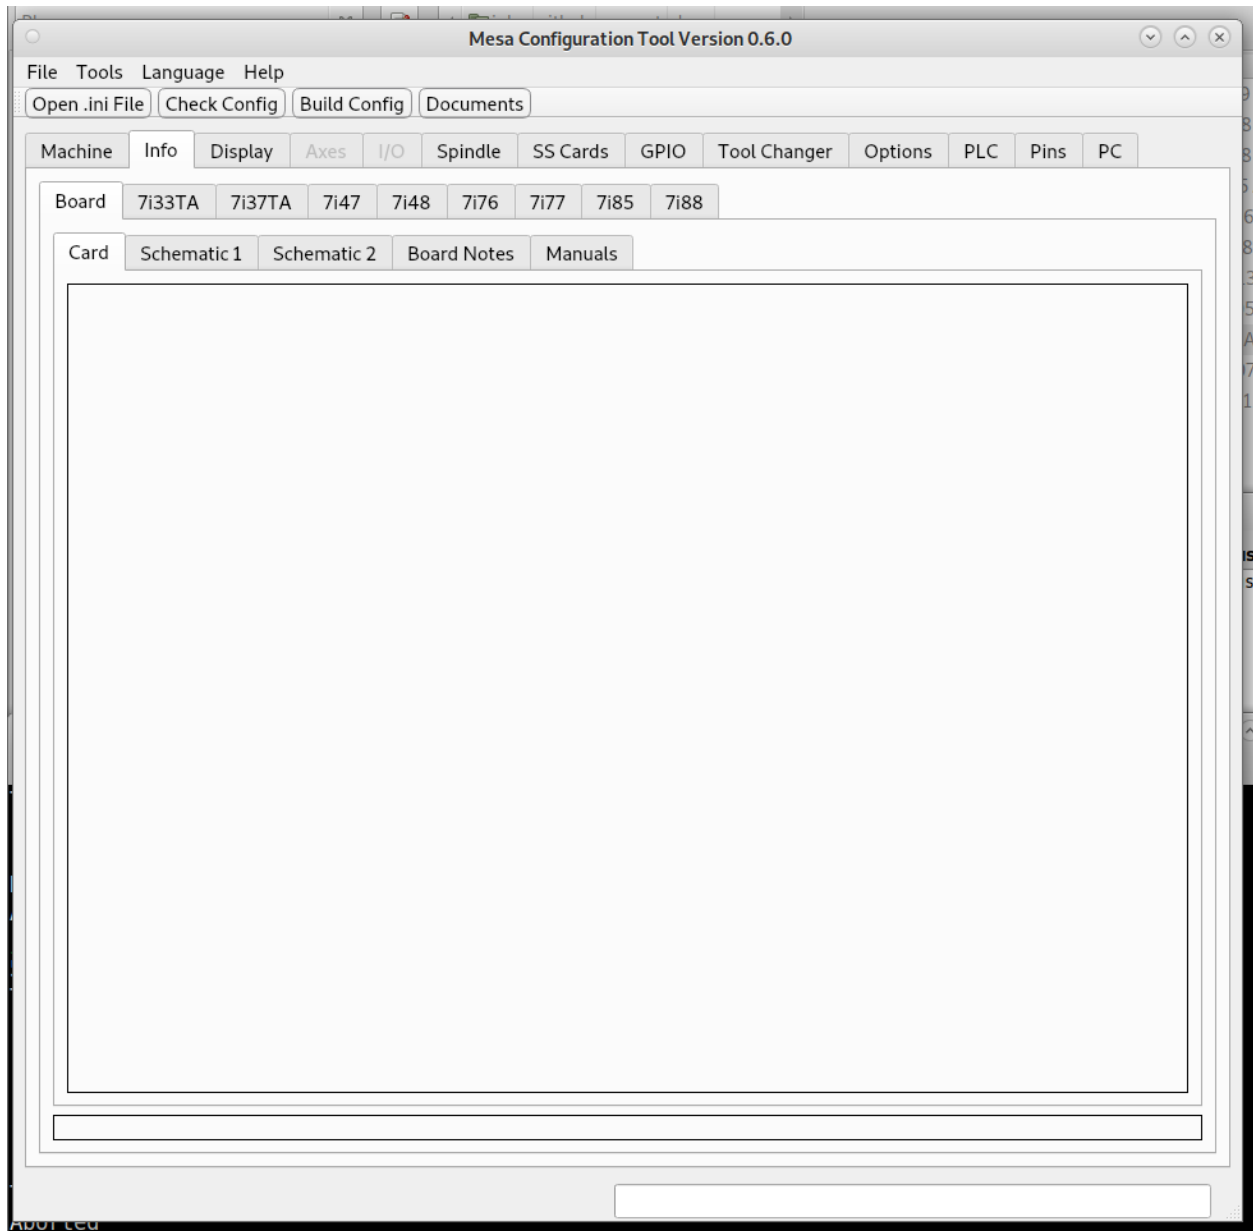 Mesa Configuration Tool Version 0.6.0
File Tools Language Help
Open .ini File Check Config Build Config Documents
Machine Info Display Axes I/O Spindle SS Cards GPIO Tool Changer Options PLC Pins PC
Board 7i33TA 7i37TA 7i47 7i48 7i76 7i77 7i85 7i88
Card Schematic 1 Schematic 2 Board Notes Manuals
Aborted